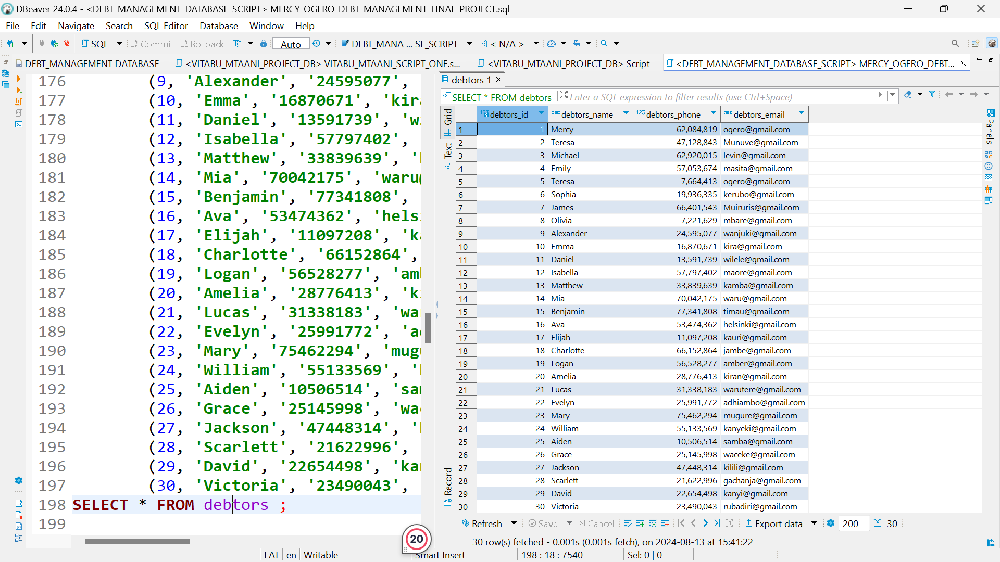 DBeaver 24.0.4 - <DEBT_MANAGEMENT_DATABASE_SCRIPT> MERCY_OGERO_DEBT_MANAGEMENT_FINAL_PROJECT.sql
File Edit Navigate Search SQL Editor Database Window Help
SQL Commit Rollback Auto DEBT_MANA ... SE_SCRIPT < N/A >
DEBT_MANAGEMENT DATABASE <VITABU_MTAANI_PROJECT_DB> VITABU_MTAANI_SCRIPT_ONE.s... <VITABU_MTAANI_PROJECT_DB> Script <DEBT_MANAGEMENT_DATABASE_SCRIPT> MERCY_OGERO_DEBT...
176 (9, 'Alexander', '24595077',
177 (10, 'Emma', '16870671', 'kir
178 (11, 'Daniel', '13591739', 'w
179 (12, 'Isabella', '57797402',
180 (13, 'Matthew', '33839639', '
181 (14, 'Mia', '70042175', 'waru
182 (15, 'Benjamin', '77341808',
183 (16, 'Ava', '53474362', 'hels
184 (17, 'Elijah', '11097208', 'k
185 (18, 'Charlotte', '66152864',
186 (19, 'Logan', '56528277', 'am
187 (20, 'Amelia', '28776413', 'k
188 (21, 'Lucas', '31338183', 'wa
189 (22, 'Evelyn', '25991772', 'a
190 (23, 'Mary', '75462294', 'mug
191 (24, 'William', '55133569', '
192 (25, 'Aiden', '10506514', 'sa
193 (26, 'Grace', '25145998', 'wa
194 (27, 'Jackson', '47448314', '
195 (28, 'Scarlett', '21622996',
196 (29, 'David', '22654498', 'ka
197 (30, 'Victoria', '23490043',
198 SELECT * FROM debtors ;
199
debtors 1
SELECT * FROM debtors Enter a SQL expression to filter results (use Ctrl+Space)
Grid
Text
Record
Panels
123 debtors_id ABC debtors_name 123 debtors_phone ABC debtors_email
1 1 Mercy 62,084,819 ogero@gmail.com
2 2 Teresa 47,128,843 Munuve@gmail.com
3 3 Michael 62,920,015 levin@gmail.com
4 4 Emily 57,053,674 masita@gmail.com
5 5 Teresa 7,664,413 ogero@gmail.com
6 6 Sophia 19,936,335 kerubo@gmail.com
7 7 James 66,401,543 Muiruris@gmail.com
8 8 Olivia 7,221,629 mbare@gmail.com
9 9 Alexander 24,595,077 wanjuki@gmail.com
10 10 Emma 16,870,671 kira@gmail.com
11 11 Daniel 13,591,739 wilele@gmail.com
12 12 Isabella 57,797,402 maore@gmail.com
13 13 Matthew 33,839,639 kamba@gmail.com
14 14 Mia 70,042,175 waru@gmail.com
15 15 Benjamin 77,341,808 timau@gmail.com
16 16 Ava 53,474,362 helsinki@gmail.com
17 17 Elijah 11,097,208 kauri@gmail.com
18 18 Charlotte 66,152,864 jambe@gmail.com
19 19 Logan 56,528,277 amber@gmail.com
20 20 Amelia 28,776,413 kiran@gmail.com
21 21 Lucas 31,338,183 warutere@gmail.com
22 22 Evelyn 25,991,772 adhiambo@gmail.com
23 23 Mary 75,462,294 mugure@gmail.com
24 24 William 55,133,569 kanyeki@gmail.com
25 25 Aiden 10,506,514 samba@gmail.com
26 26 Grace 25,145,998 waceke@gmail.com
27 27 Jackson 47,448,314 kilili@gmail.com
28 28 Scarlett 21,622,996 gachanja@gmail.com
29 29 David 22,654,498 kanyi@gmail.com
30 30 Victoria 23,490,043 rubadiri@gmail.com
Refresh Save Cancel Export data 200 30
30 row(s) fetched - 0.001s (0.001s fetch), on 2024-08-13 at 15:41:22
20
EAT en Writable Smart Insert 198 : 18 : 7540 Sel: 0 | 0